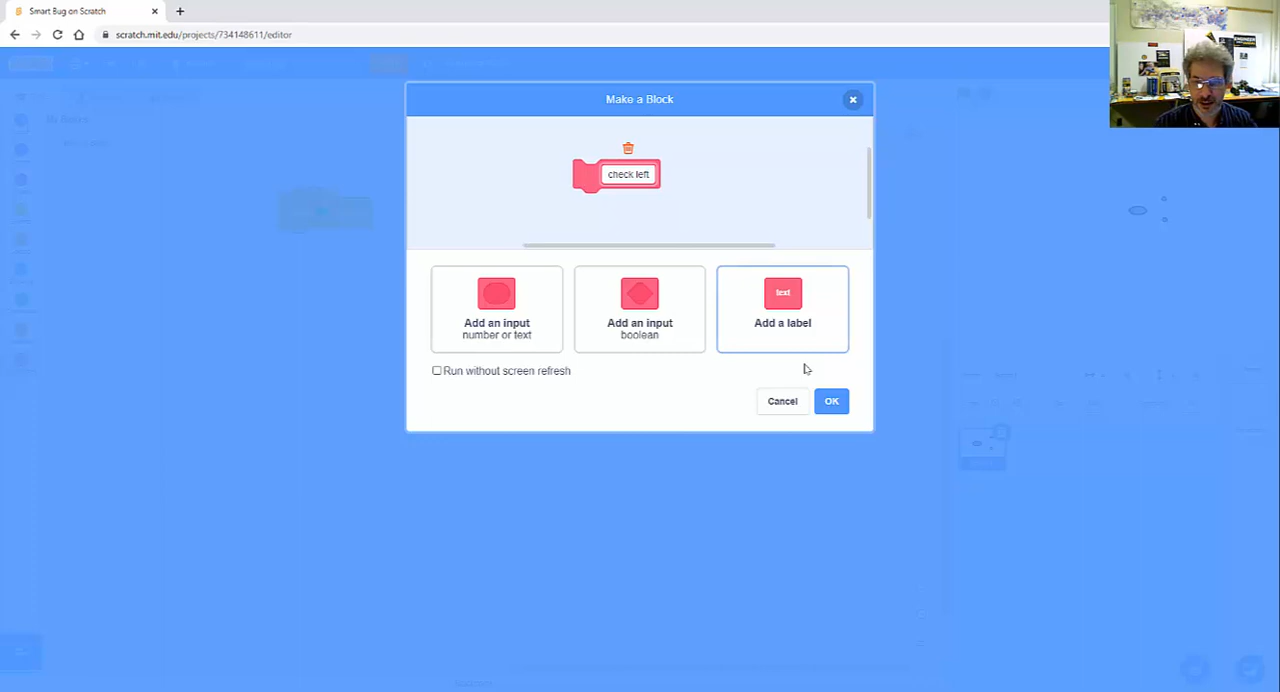 Smart Bug on Scratch
scratch.mit.edu/projects/734148611/editor
Make a Block
check left
text
Add an input
number or text
Add an input
boolean
Add a label
Run without screen refresh
Cancel
OK